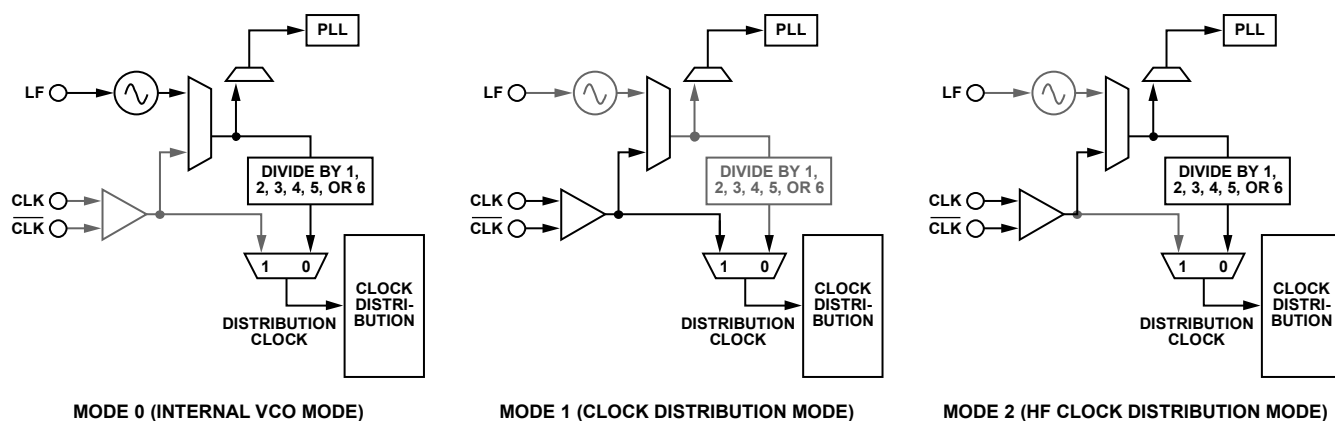 PLL
LF
DIVIDE BY 1,
2, 3, 4, 5, OR 6
CLK
CLK
1 0
CLOCK
DISTRI-
BUTION
DISTRIBUTION
CLOCK
MODE 0 (INTERNAL VCO MODE)
PLL
LF
DIVIDE BY 1,
2, 3, 4, 5, OR 6
CLK
CLK
1 0
CLOCK
DISTRI-
BUTION
DISTRIBUTION
CLOCK
MODE 1 (CLOCK DISTRIBUTION MODE)
PLL
LF
DIVIDE BY 1,
2, 3, 4, 5, OR 6
CLK
CLK
1 0
CLOCK
DISTRI-
BUTION
DISTRIBUTION
CLOCK
MODE 2 (HF CLOCK DISTRIBUTION MODE)